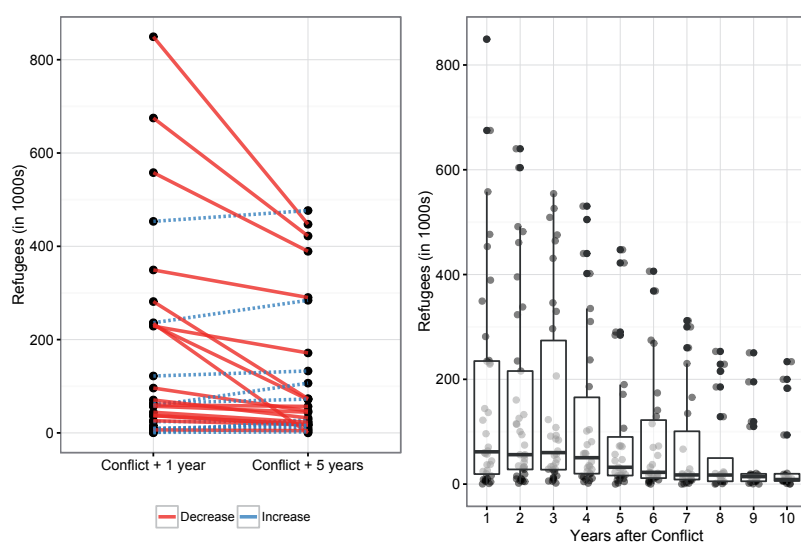 Refugees (in 1000s)
800
600
400
200
0
Conflict + 1 year
Conflict + 5 years
Decrease
Increase
Refugees (in 1000s)
800
600
400
200
0
1 2 3 4 5 6 7 8 9 10
Years after Conflict